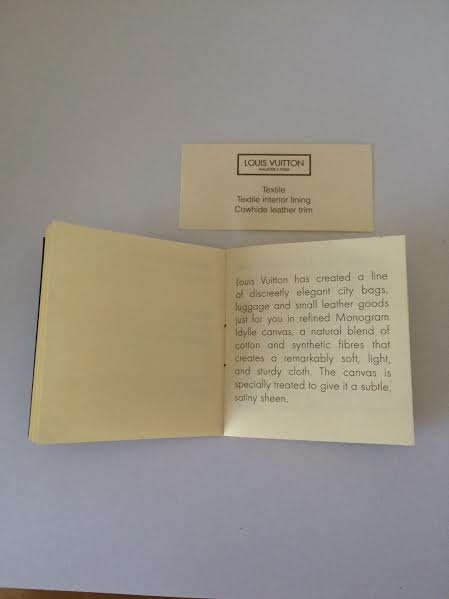 LOUIS VUITTON
MALLETIER À PARIS
Textile
Textile interior lining
Cowhide leather trim
Louis Vuitton has created a line
of discreetly elegant city bags,
luggage and small leather goods
just for you in refined Monogram
Idylle canvas, a natural blend of
cotton and synthetic fibres that
creates a remarkably soft, light,
and sturdy cloth. The canvas is
specially treated to give it a subtle,
satiny sheen.